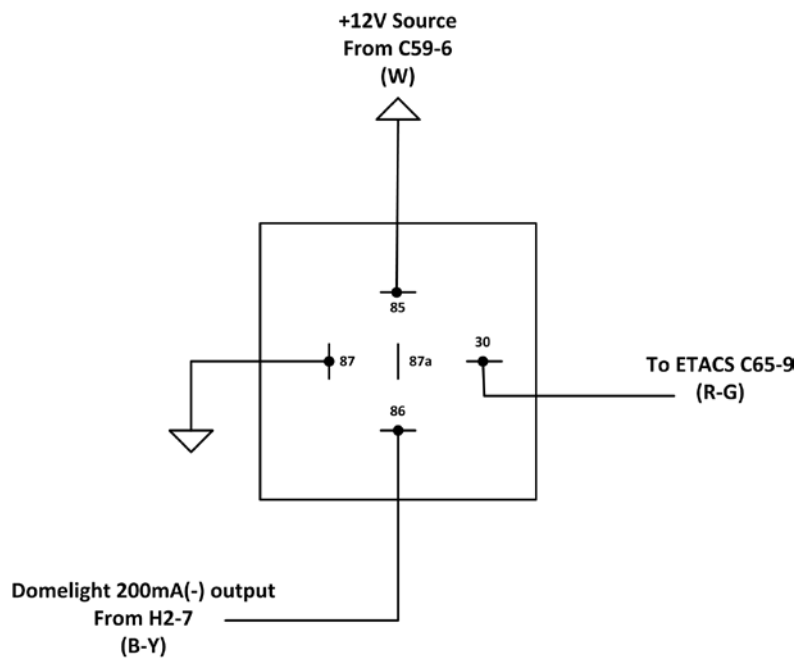 +12V Source
From C59-6
(W)
85
87
87a
30
86
To ETACS C65-9
(R-G)
Domelight 200mA(-) output
From H2-7
(B-Y)